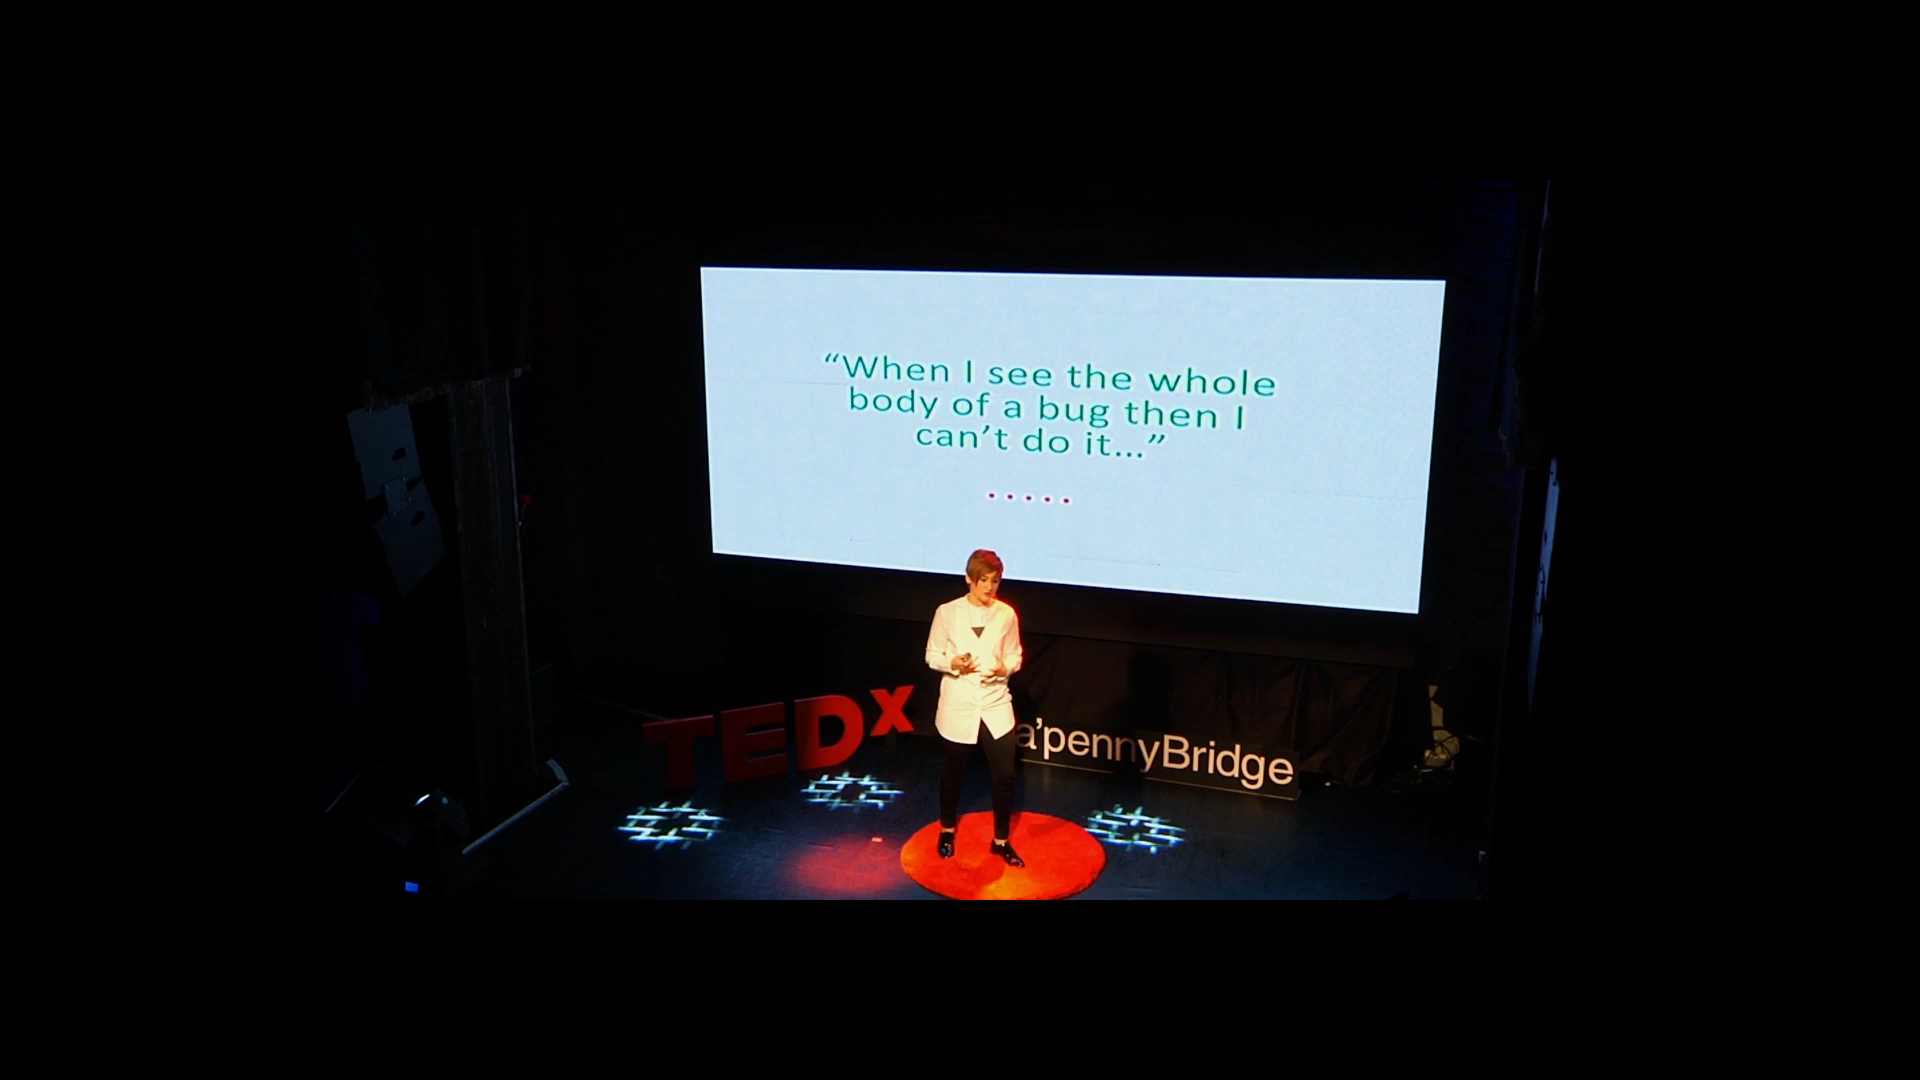 “When I see the whole
body of a bug then I
can’t do it...”
.....
TEDx
a’pennyBridge